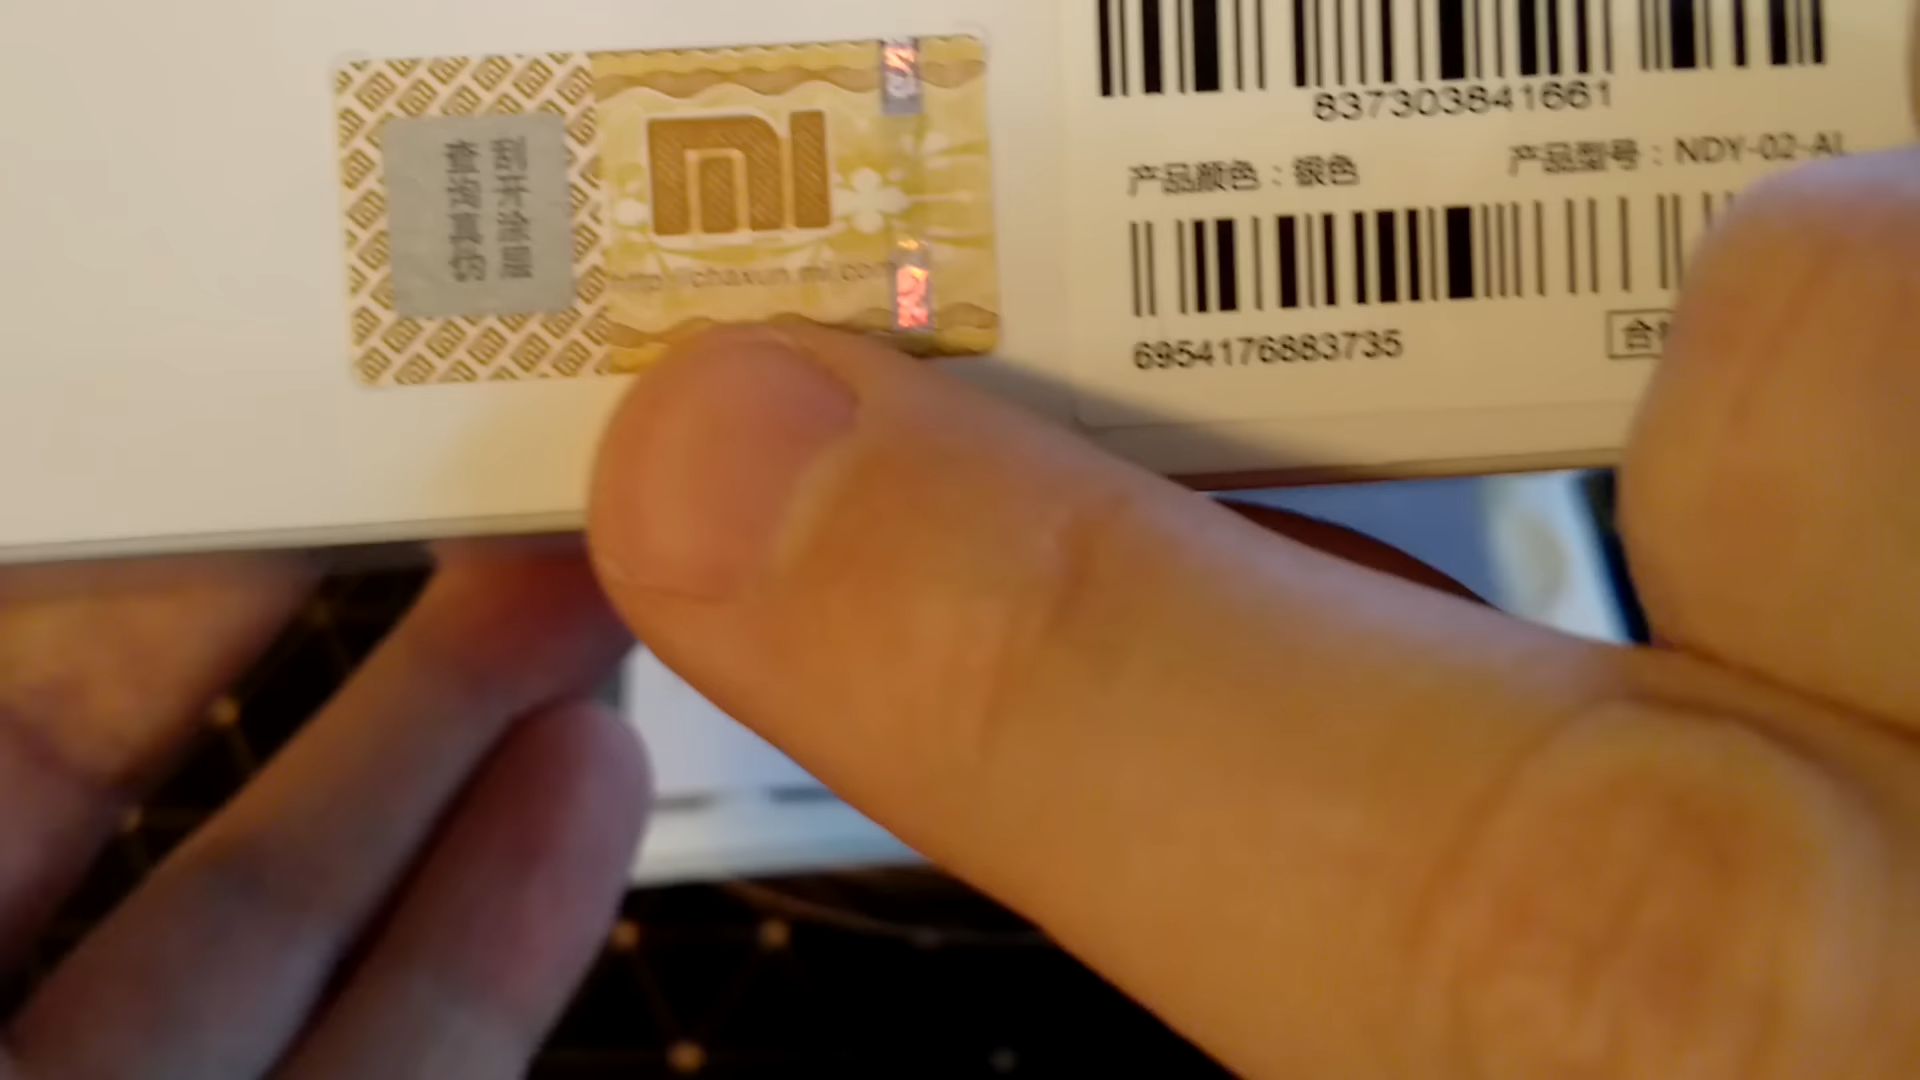 刮开涂层
查询真伪
mi
http://chaxun.mi.com
837303841661
产品颜色：银色
产品型号：NDY-02-AL
6954176883735